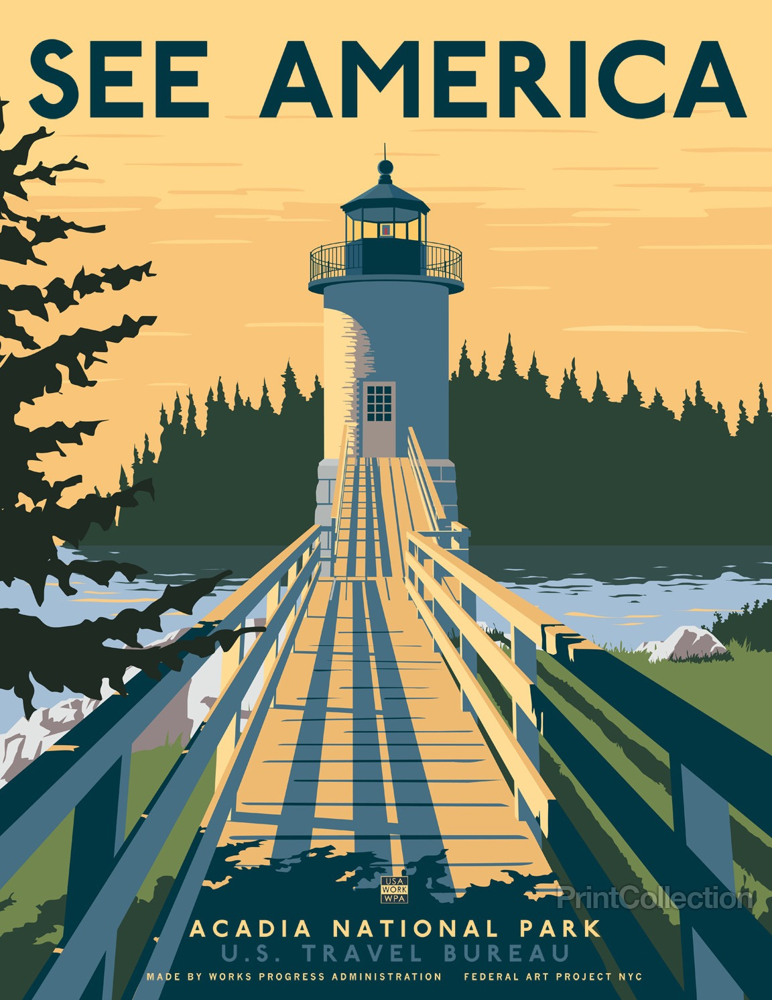 SEE AMERICA
USA
WORK
WPA
PrintCollection
ACADIA NATIONAL PARK
U.S. TRAVEL BUREAU
MADE BY WORKS PROGRESS ADMINISTRATION FEDERAL ART PROJECT NYC